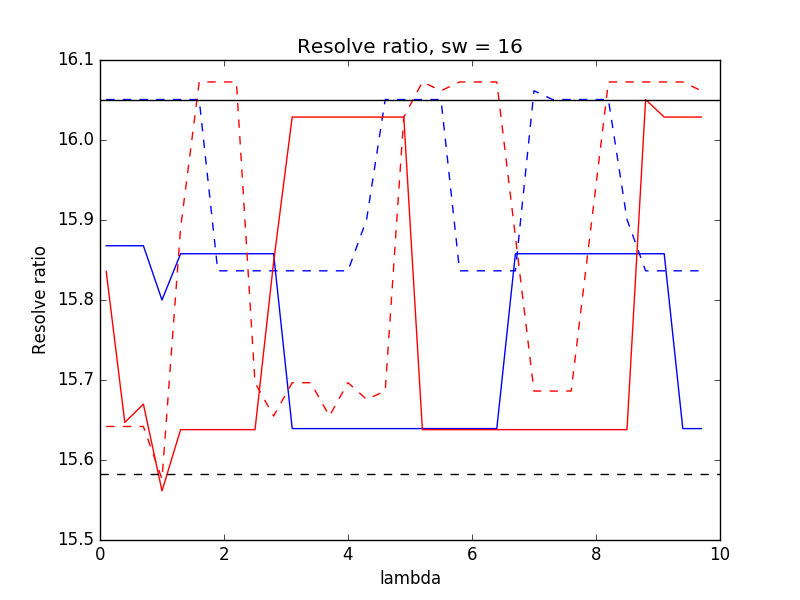 Resolve ratio, sw = 16
16.1
16.0
15.9
15.8
15.7
15.6
15.5
Resolve ratio
0 2 4 6 8 10
lambda